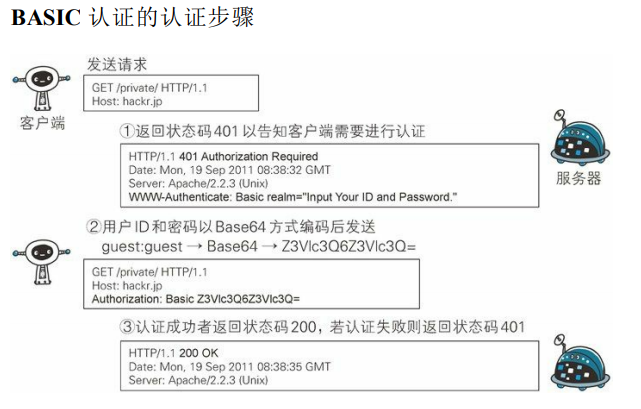 BASIC 认证的认证步骤
发送请求
GET /private/ HTTP/1.1
Host: hackr.jp
客户端
①返回状态码401以告知客户端需要进行认证
HTTP/1.1 401 Authorization Required
Date: Mon, 19 Sep 2011 08:38:32 GMT
Server: Apache/2.2.3 (Unix)
WWW-Authenticate: Basic realm="Input Your ID and Password."
服务器
②用户ID和密码以Base64方式编码后发送
guest:guest → Base64 → Z3Vlc3Q6Z3Vlc3Q=
GET /private/ HTTP/1.1
Host: hackr.jp
Authorization: Basic Z3Vlc3Q6Z3Vlc3Q=
③认证成功者返回状态码200，若认证失败则返回状态码401
HTTP/1.1 200 OK
Date: Mon, 19 Sep 2011 08:38:35 GMT
Server: Apache/2.2.3 (Unix)